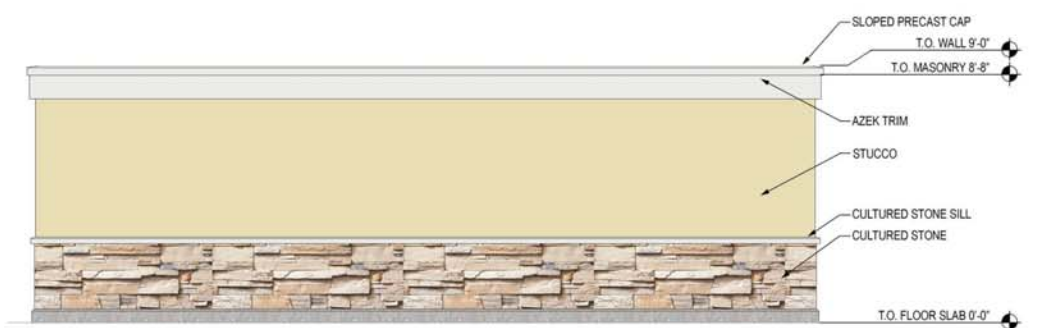 SLOPED PRECAST CAP
T.O. WALL 9'-0"
T.O. MASONRY 8'-8"
AZEK TRIM
STUCCO
CULTURED STONE SILL
CULTURED STONE
T.O. FLOOR SLAB 0'-0"